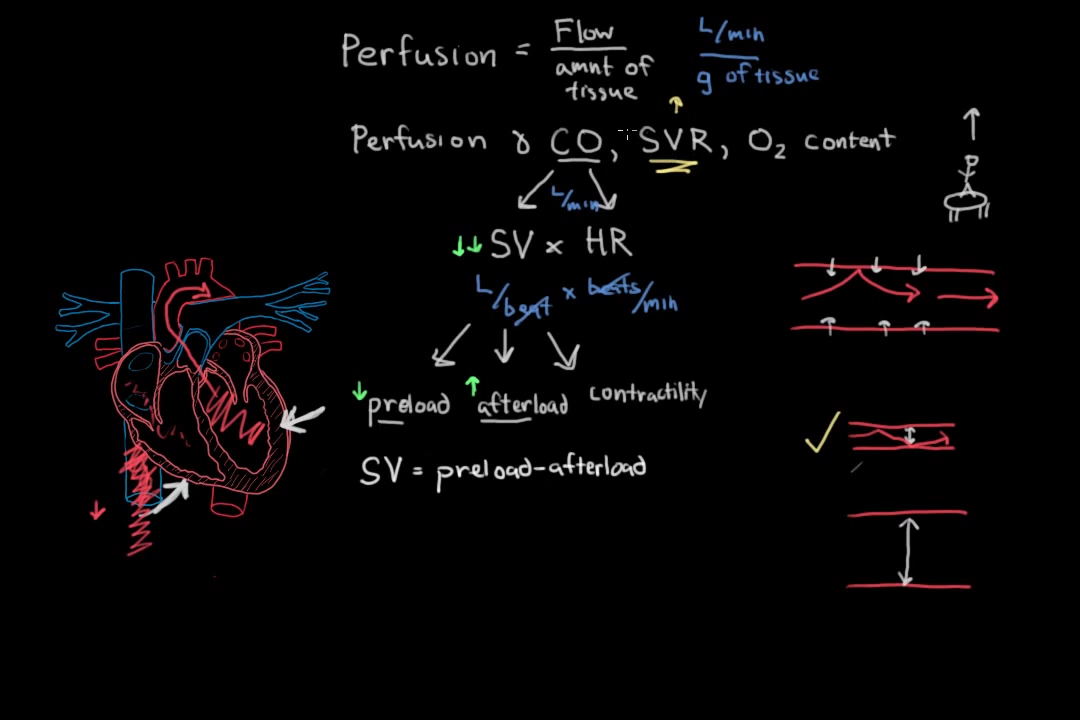 Perfusion = Flow / amnt of tissue L/min / g of tissue
Perfusion ɣ CO, SVR, O₂ content
L/min
↓↓ SV × HR
L/beat × beats/min
↓ preload ↑ afterload contractility
SV = preload-afterload